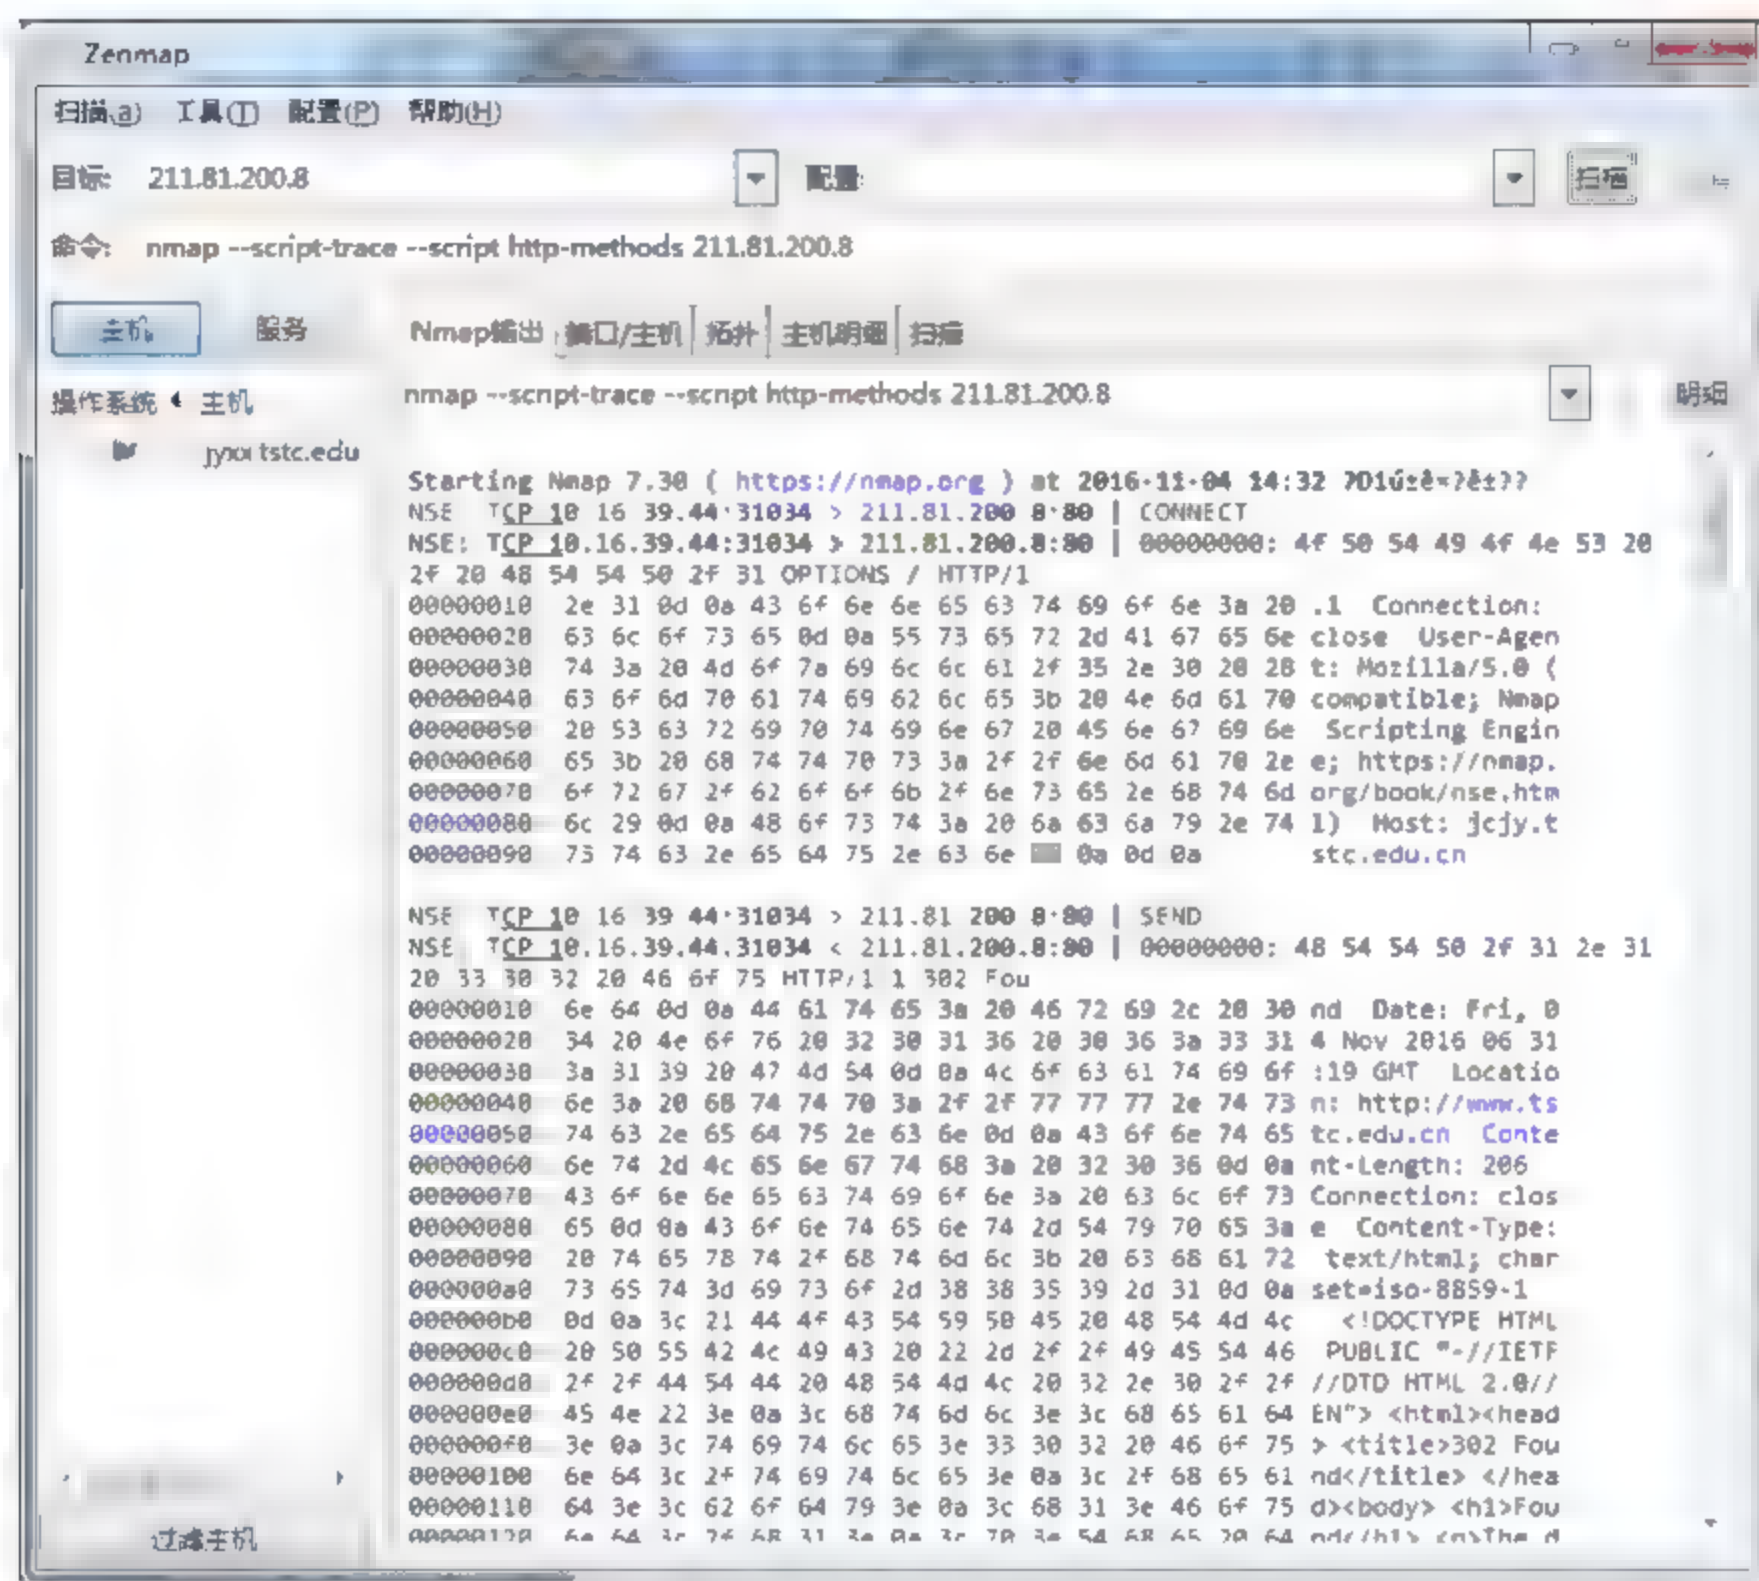 Zenmap
扫描(a) 工具(T) 配置(P) 帮助(H)
目标: 211.81.200.8 配置: 扫描
命令: nmap --script-trace --script http-methods 211.81.200.8
主机 服务 Nmap输出 端口/主机 拓扑 主机明细 扫描
操作系统 主机 nmap --script-trace --script http-methods 211.81.200.8 明细
tstc.edu
Starting Nmap 7.30 ( https://nmap.org ) at 2016-11-04 14:32
NSE TCP 10 16 39.44:31034 > 211.81.200 8:80 | CONNECT
NSE: TCP 10.16.39.44:31034 > 211.81.200.8:80 | 00000000: 4f 50 54 49 4f 4e 53 20
2f 20 48 54 54 50 2f 31 OPTIONS / HTTP/1
00000010 2e 31 0d 0a 43 6f 6e 6e 65 63 74 69 6f 6e 3a 20 .1 Connection:
00000020 63 6c 6f 73 65 0d 0a 55 73 65 72 2d 41 67 65 6e close User-Agen
00000030 74 3a 20 4d 6f 7a 69 6c 6c 61 2f 35 2e 30 20 28 t: Mozilla/5.0 (
00000040 63 6f 6d 70 61 74 69 62 6c 65 3b 20 4e 6d 61 70 compatible; Nmap
00000050 20 53 63 72 69 70 74 69 6e 67 20 45 6e 67 69 6e Scripting Engin
00000060 65 3b 20 68 74 74 70 73 3a 2f 2f 6e 6d 61 70 2e e; https://nmap.
00000070 6f 72 67 2f 62 6f 6f 6b 2f 6e 73 65 2e 68 74 6d org/book/nse.htm
00000080 6c 29 0d 0a 48 6f 73 74 3a 20 6a 63 6a 79 2e 74 l) Host: jcjy.t
00000090 73 74 63 2e 65 64 75 2e 63 6e 0a 0d 0a stc.edu.cn
NSE TCP 10 16 39 44:31034 > 211.81 200 8:80 | SEND
NSE TCP 10.16.39.44.31034 < 211.81.200.8:80 | 00000000: 48 54 54 50 2f 31 2e 31
20 33 30 32 20 46 6f 75 HTTP/1 1 302 Fou
00000010 6e 64 0d 0a 44 61 74 65 3a 20 46 72 69 2c 20 30 nd Date: Fri, 0
00000020 34 20 4e 6f 76 20 32 30 31 36 20 30 36 3a 33 31 4 Nov 2016 06 31
00000030 3a 31 39 20 47 4d 54 0d 0a 4c 6f 63 61 74 69 6f :19 GMT Locatio
00000040 6e 3a 20 68 74 74 70 3a 2f 2f 77 77 77 2e 74 73 n: http://www.ts
00000050 74 63 2e 65 64 75 2e 63 6e 0d 0a 43 6f 6e 74 65 tc.edu.cn Conte
00000060 6e 74 2d 4c 65 6e 67 74 68 3a 20 32 30 36 0d 0a nt-Length: 206
00000070 43 6f 6e 6e 65 63 74 69 6f 6e 3a 20 63 6c 6f 73 Connection: clos
00000080 65 0d 0a 43 6f 6e 74 65 6e 74 2d 54 79 70 65 3a e Content-Type:
00000090 20 74 65 78 74 2f 68 74 6d 6c 3b 20 63 68 61 72 text/html; char
000000a0 73 65 74 3d 69 73 6f 2d 38 38 35 39 2d 31 0d 0a set=iso-8859-1
000000b0 0d 0a 3c 21 44 4f 43 54 59 50 45 20 48 54 4d 4c <!DOCTYPE HTML
000000c0 20 50 55 42 4c 49 43 20 22 2d 2f 2f 49 45 54 46 PUBLIC "-//IETF
000000d0 2f 2f 44 54 44 20 48 54 4d 4c 20 32 2e 30 2f 2f //DTD HTML 2.0//
000000e0 45 4e 22 3e 0a 3c 68 74 6d 6c 3e 3c 68 65 61 64 EN"> <html><head
000000f0 3e 0a 3c 74 69 74 6c 65 3e 33 30 32 20 46 6f 75 > <title>302 Fou
00000100 6e 64 3c 2f 74 69 74 6c 65 3e 0a 3c 2f 68 65 61 nd</title> </hea
00000110 64 3e 3c 62 6f 64 79 3e 0a 3c 68 31 3e 46 6f 75 d><body> <h1>Fou
00000120 6e 64 3c 2f 68 31 3e 0a 3c 70 3e 54 68 65 20 64 nd</h1> <p>The d
过滤主机